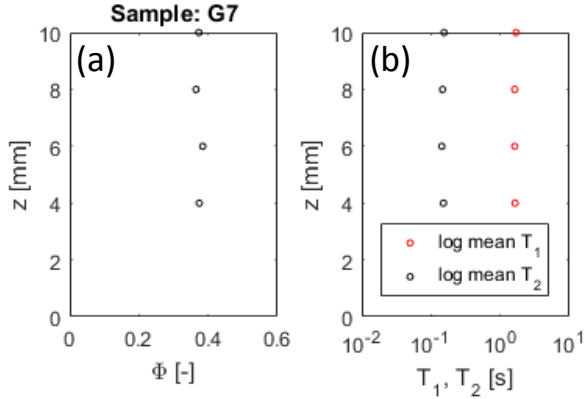 Sample: G7
(a)
10
8
6
4
2
0
z [mm]
0
0.2
0.4
0.6
Φ [-]
(b)
10
8
6
4
2
0
z [mm]
log mean T₁
log mean T₂
10⁻²
10⁻¹
10⁰
10¹
T₁, T₂ [s]